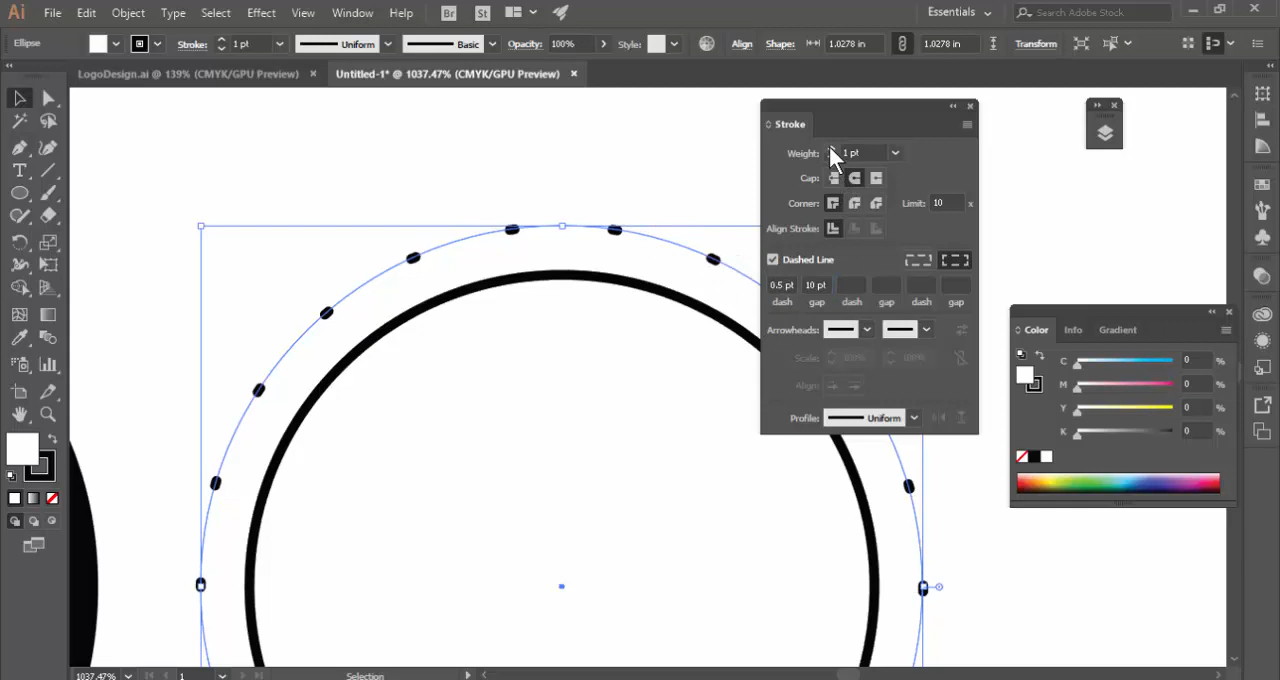 Ai File Edit Object Type Select Effect View Window Help Br St Essentials Search Adobe Stock
Ellipse Stroke: 1 pt Uniform Basic Opacity: 100% Style: Align Shape: 1.0278 in 1.0278 in Transform
LogoDesign.ai @ 139% (CMYK/GPU Preview) × Untitled-1* @ 1037.47% (CMYK/GPU Preview) ×
Stroke
Weight: 1 pt
Cap:
Corner: Limit: 10 x
Align Stroke:
Dashed Line
0.5 pt 10 pt
dash gap dash gap dash gap
Arrowheads:
Scale: 100% 100%
Align:
Profile: Uniform
Color Info Gradient
C 0 %
M 0 %
Y 0 %
K 0 %
1037.47% 1 Selection